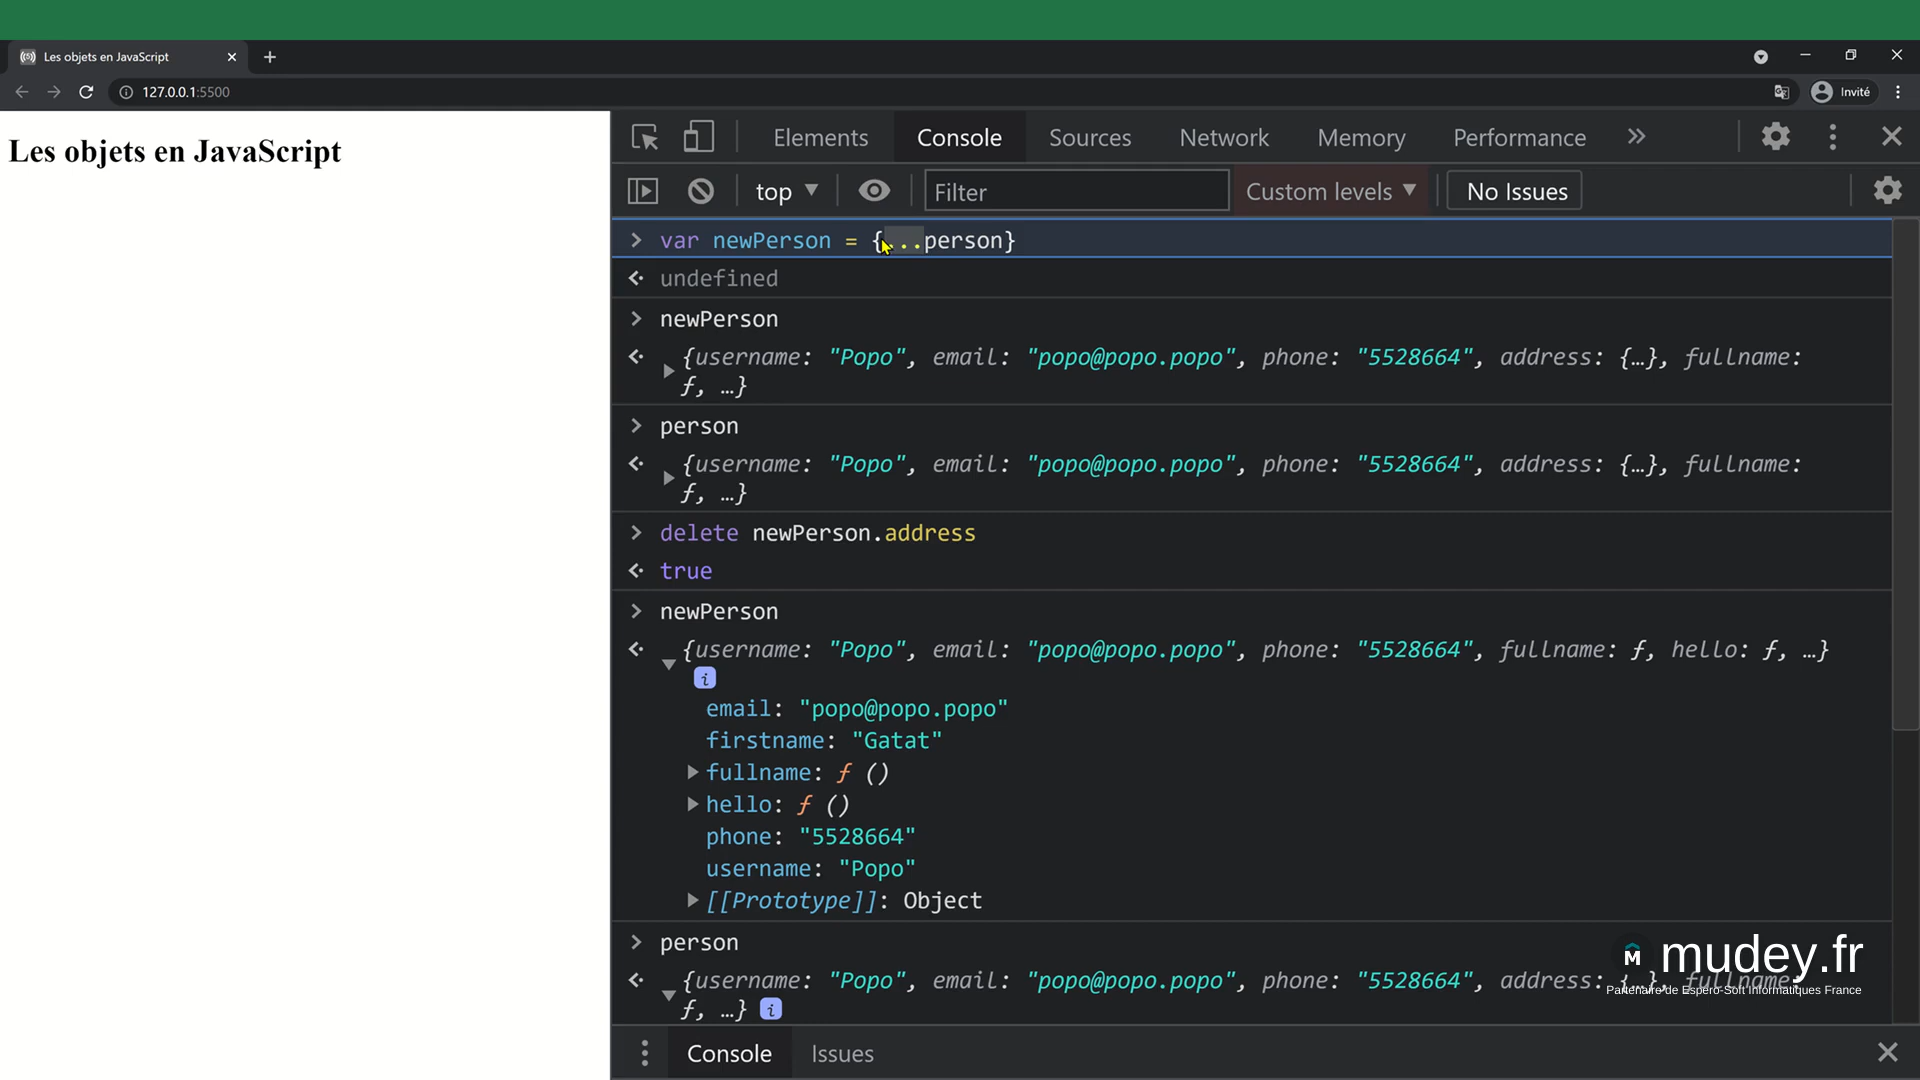 Les objets en JavaScript
127.0.0.1:5500
Invité
Les objets en JavaScript
Elements Console Sources Network Memory Performance
top Filter Custom levels No Issues
var newPerson = {...person}
undefined
newPerson
{username: "Popo", email: "popo@popo.popo", phone: "5528664", address: {…}, fullname:
ƒ, …}
person
{username: "Popo", email: "popo@popo.popo", phone: "5528664", address: {…}, fullname:
ƒ, …}
delete newPerson.address
true
newPerson
{username: "Popo", email: "popo@popo.popo", phone: "5528664", fullname: ƒ, hello: ƒ, …}
i
email: "popo@popo.popo"
firstname: "Gatat"
fullname: ƒ ()
hello: ƒ ()
phone: "5528664"
username: "Popo"
[[Prototype]]: Object
person
{username: "Popo", email: "popo@popo.popo", phone: "5528664", address: {…}, fullname:
ƒ, …} i
M mudey.fr
Partenaire de Espero-Soft Informatiques France
Console Issues